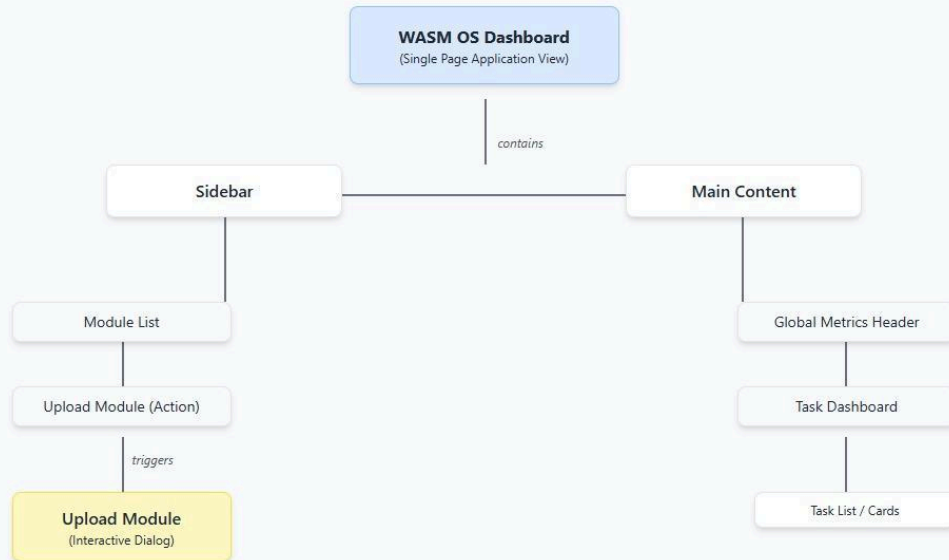 WASM OS Dashboard
(Single Page Application View)
contains
Sidebar
Main Content
Module List
Global Metrics Header
Upload Module (Action)
Task Dashboard
triggers
Upload Module
(Interactive Dialog)
Task List / Cards